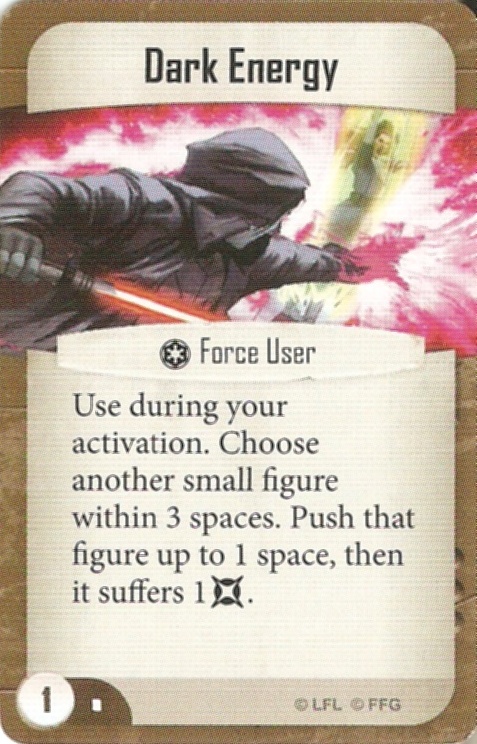 Dark Energy
Force User
Use during your
activation. Choose
another small figure
within 3 spaces. Push that
figure up to 1 space, then
it suffers 1.
1
© LFL © FFG